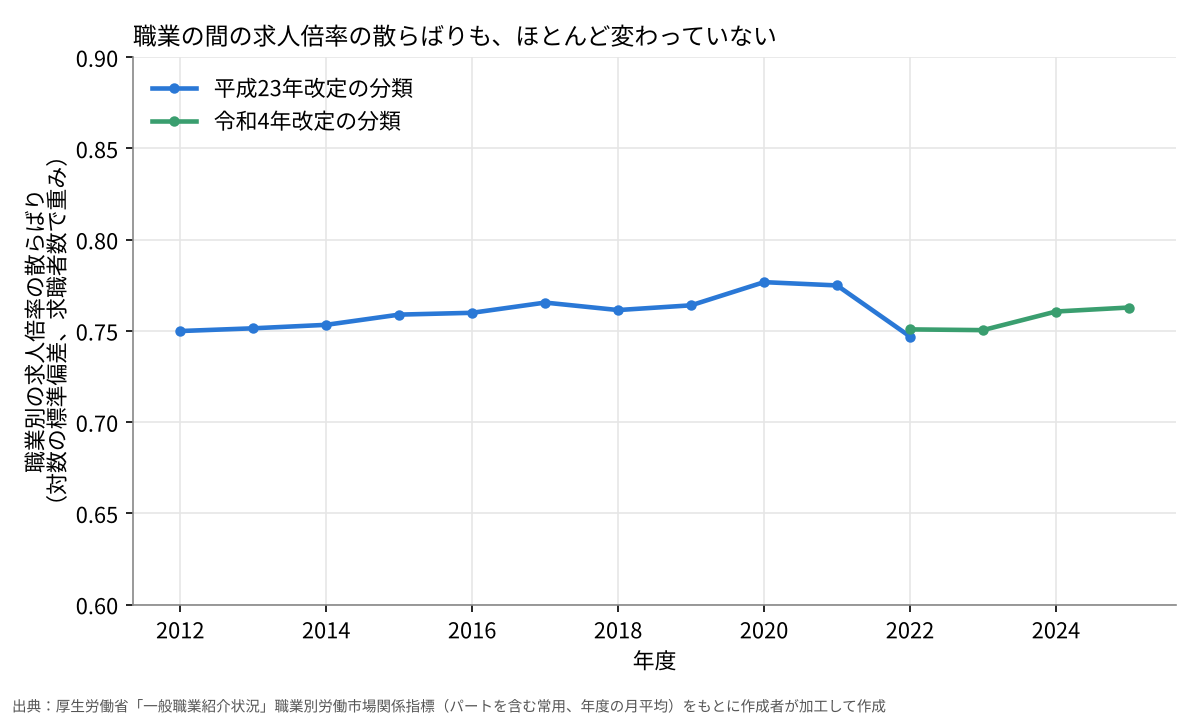 職業の間の求人倍率の散らばりも、ほとんど変わっていない
平成23年改定の分類
令和4年改定の分類
職業別の求人倍率の散らばり
（対数の標準偏差、求職者数で重み）
0.90
0.85
0.80
0.75
0.70
0.65
0.60
2012
2014
2016
2018
2020
2022
2024
年度
出典：厚生労働省「一般職業紹介状況」職業別労働市場関係指標（パートを含む常用、年度の月平均）をもとに作成者が加工して作成